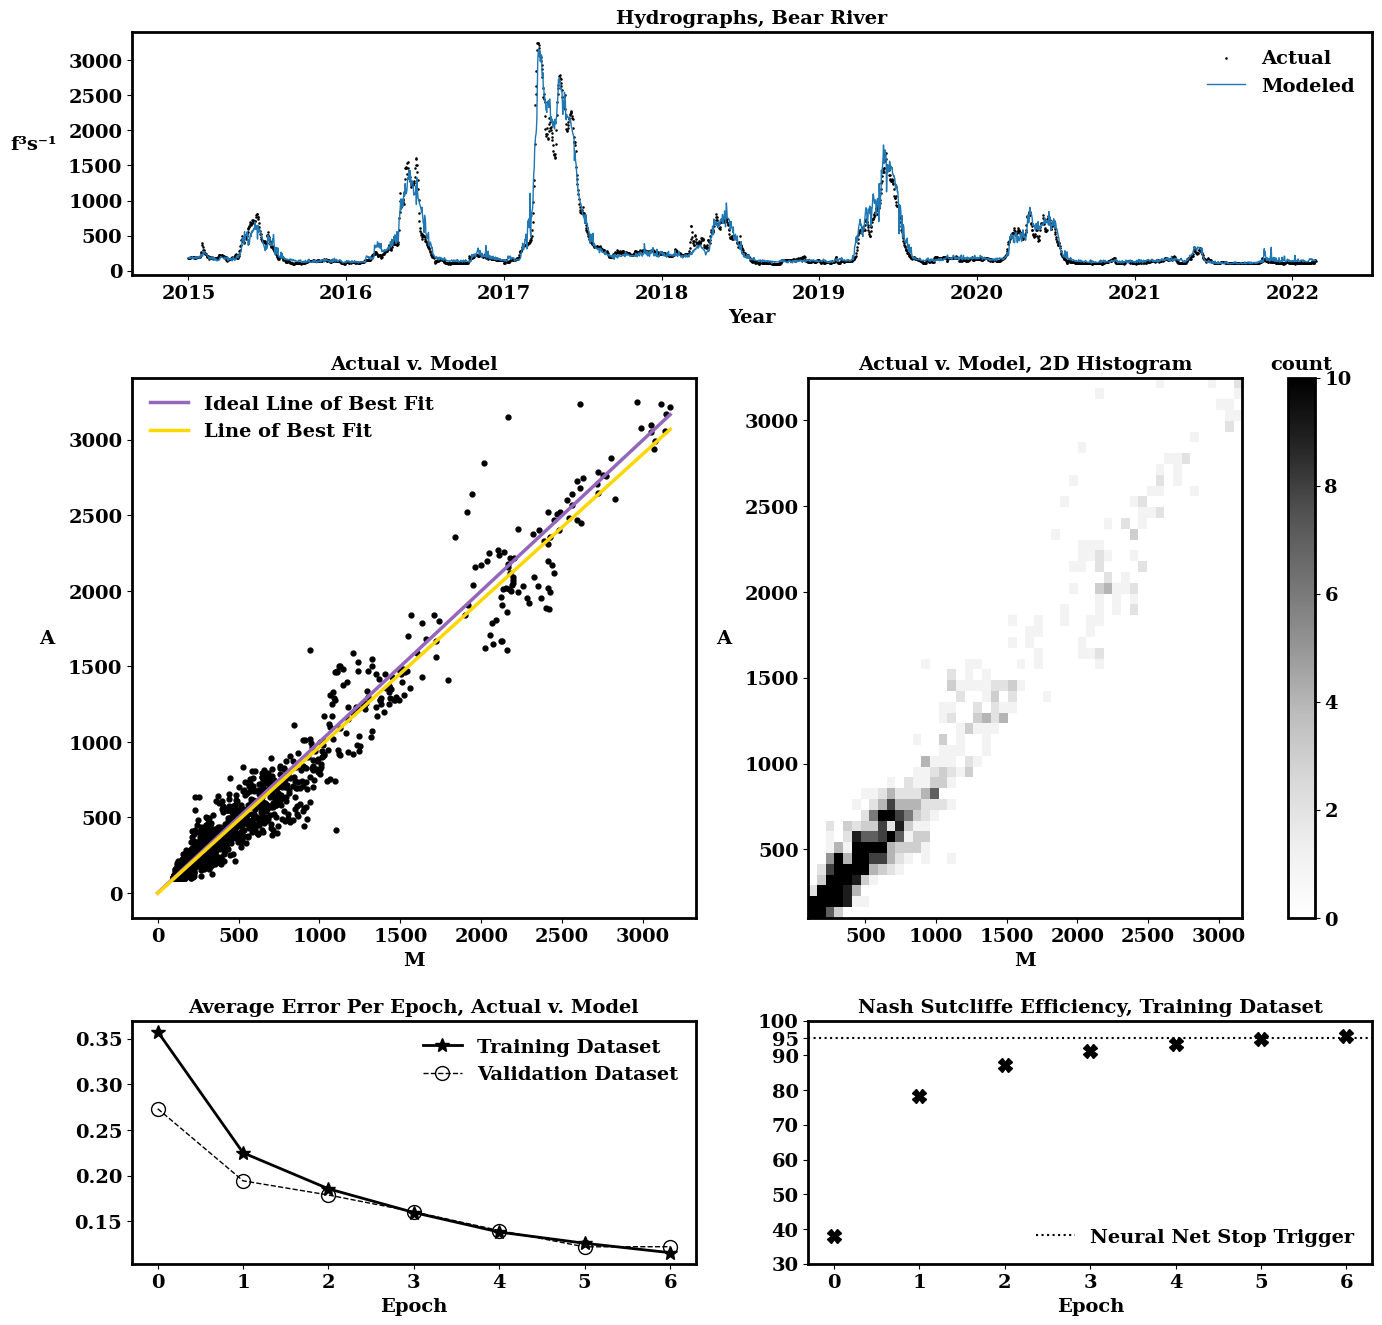 Hydrographs, Bear River
3000
2500
2000
1500
1000
500
0
f³s⁻¹
Actual
Modeled
2015 2016 2017 2018 2019 2020 2021 2022
Year
Actual v. Model
Ideal Line of Best Fit
Line of Best Fit
3000
2500
2000
1500
1000
500
0
A
0 500 1000 1500 2000 2500 3000
M
Actual v. Model, 2D Histogram
count
3000
2500
2000
1500
1000
500
A
500 1000 1500 2000 2500 3000
M
10
8
6
4
2
0
Average Error Per Epoch, Actual v. Model
Training Dataset
Validation Dataset
0.35
0.30
0.25
0.20
0.15
0 1 2 3 4 5 6
Epoch
Nash Sutcliffe Efficiency, Training Dataset
100
95
90
80
70
60
50
40
30
Neural Net Stop Trigger
0 1 2 3 4 5 6
Epoch